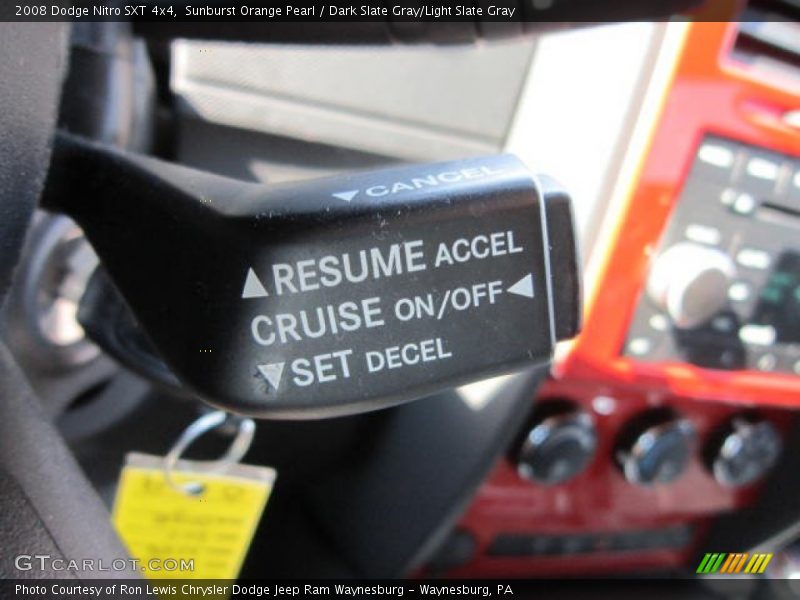 2008 Dodge Nitro SXT 4x4, Sunburst Orange Pearl / Dark Slate Gray/Light Slate Gray
▼CANCEL
▲RESUME ACCEL
CRUISE ON/OFF◀
▼SET DECEL
GTCARLOT.COM
Photo Courtesy of Ron Lewis Chrysler Dodge Jeep Ram Waynesburg - Waynesburg, PA